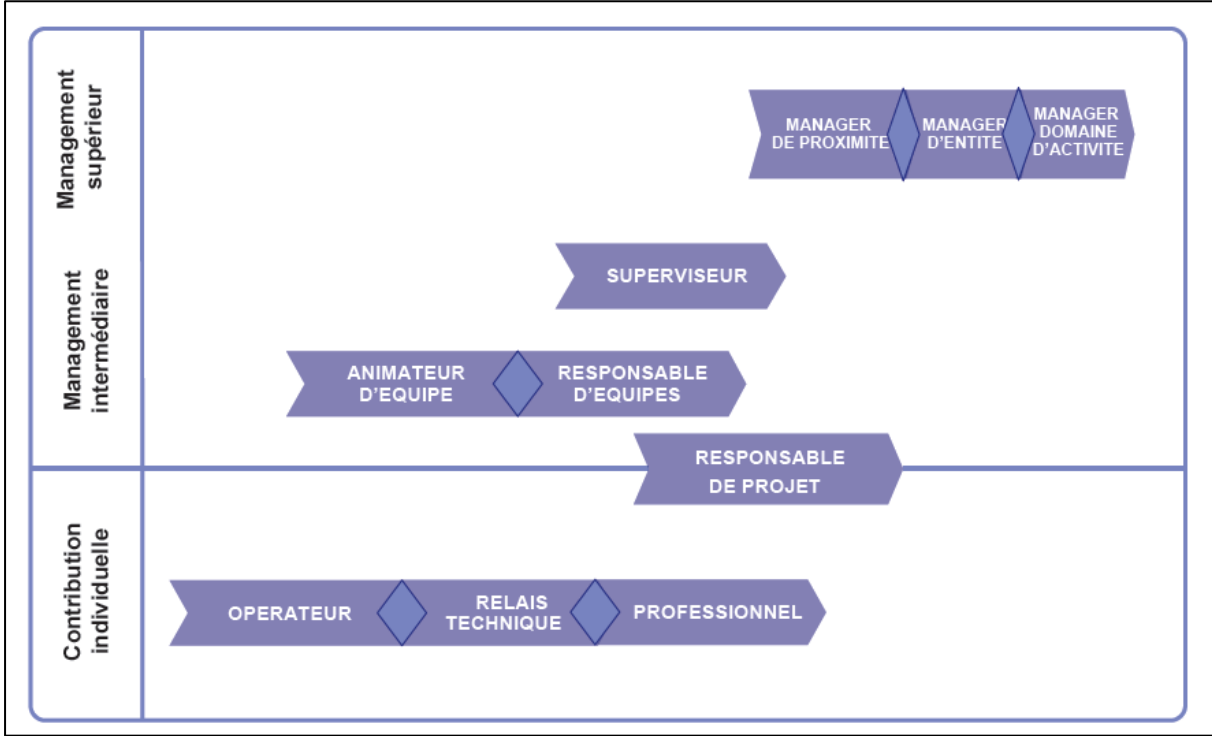 Management
supérieur
MANAGER
DE PROXIMITE
MANAGER
D'ENTITE
MANAGER
DOMAINE
D'ACTIVITE
Management
intermédiaire
SUPERVISEUR
ANIMATEUR
D'EQUIPE
RESPONSABLE
D'EQUIPES
RESPONSABLE
DE PROJET
Contribution
individuelle
OPERATEUR
RELAIS
TECHNIQUE
PROFESSIONNEL